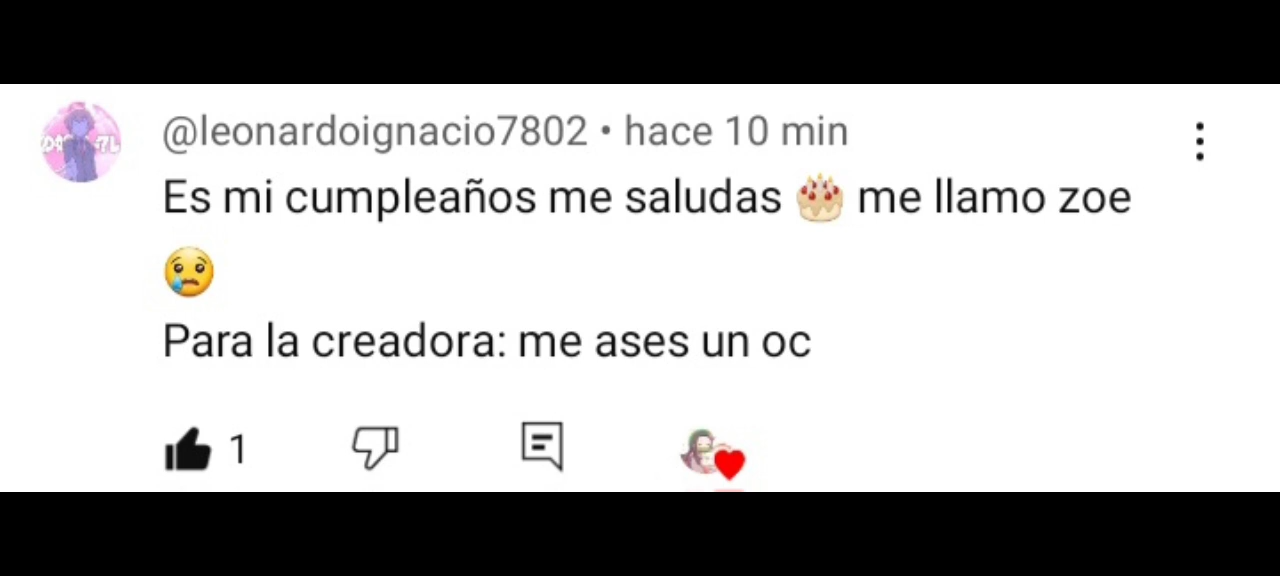 @leonardoignacio7802 • hace 10 min
Es mi cumpleaños me saludas 🎂 me llamo zoe
😢
Para la creadora: me ases un oc
1